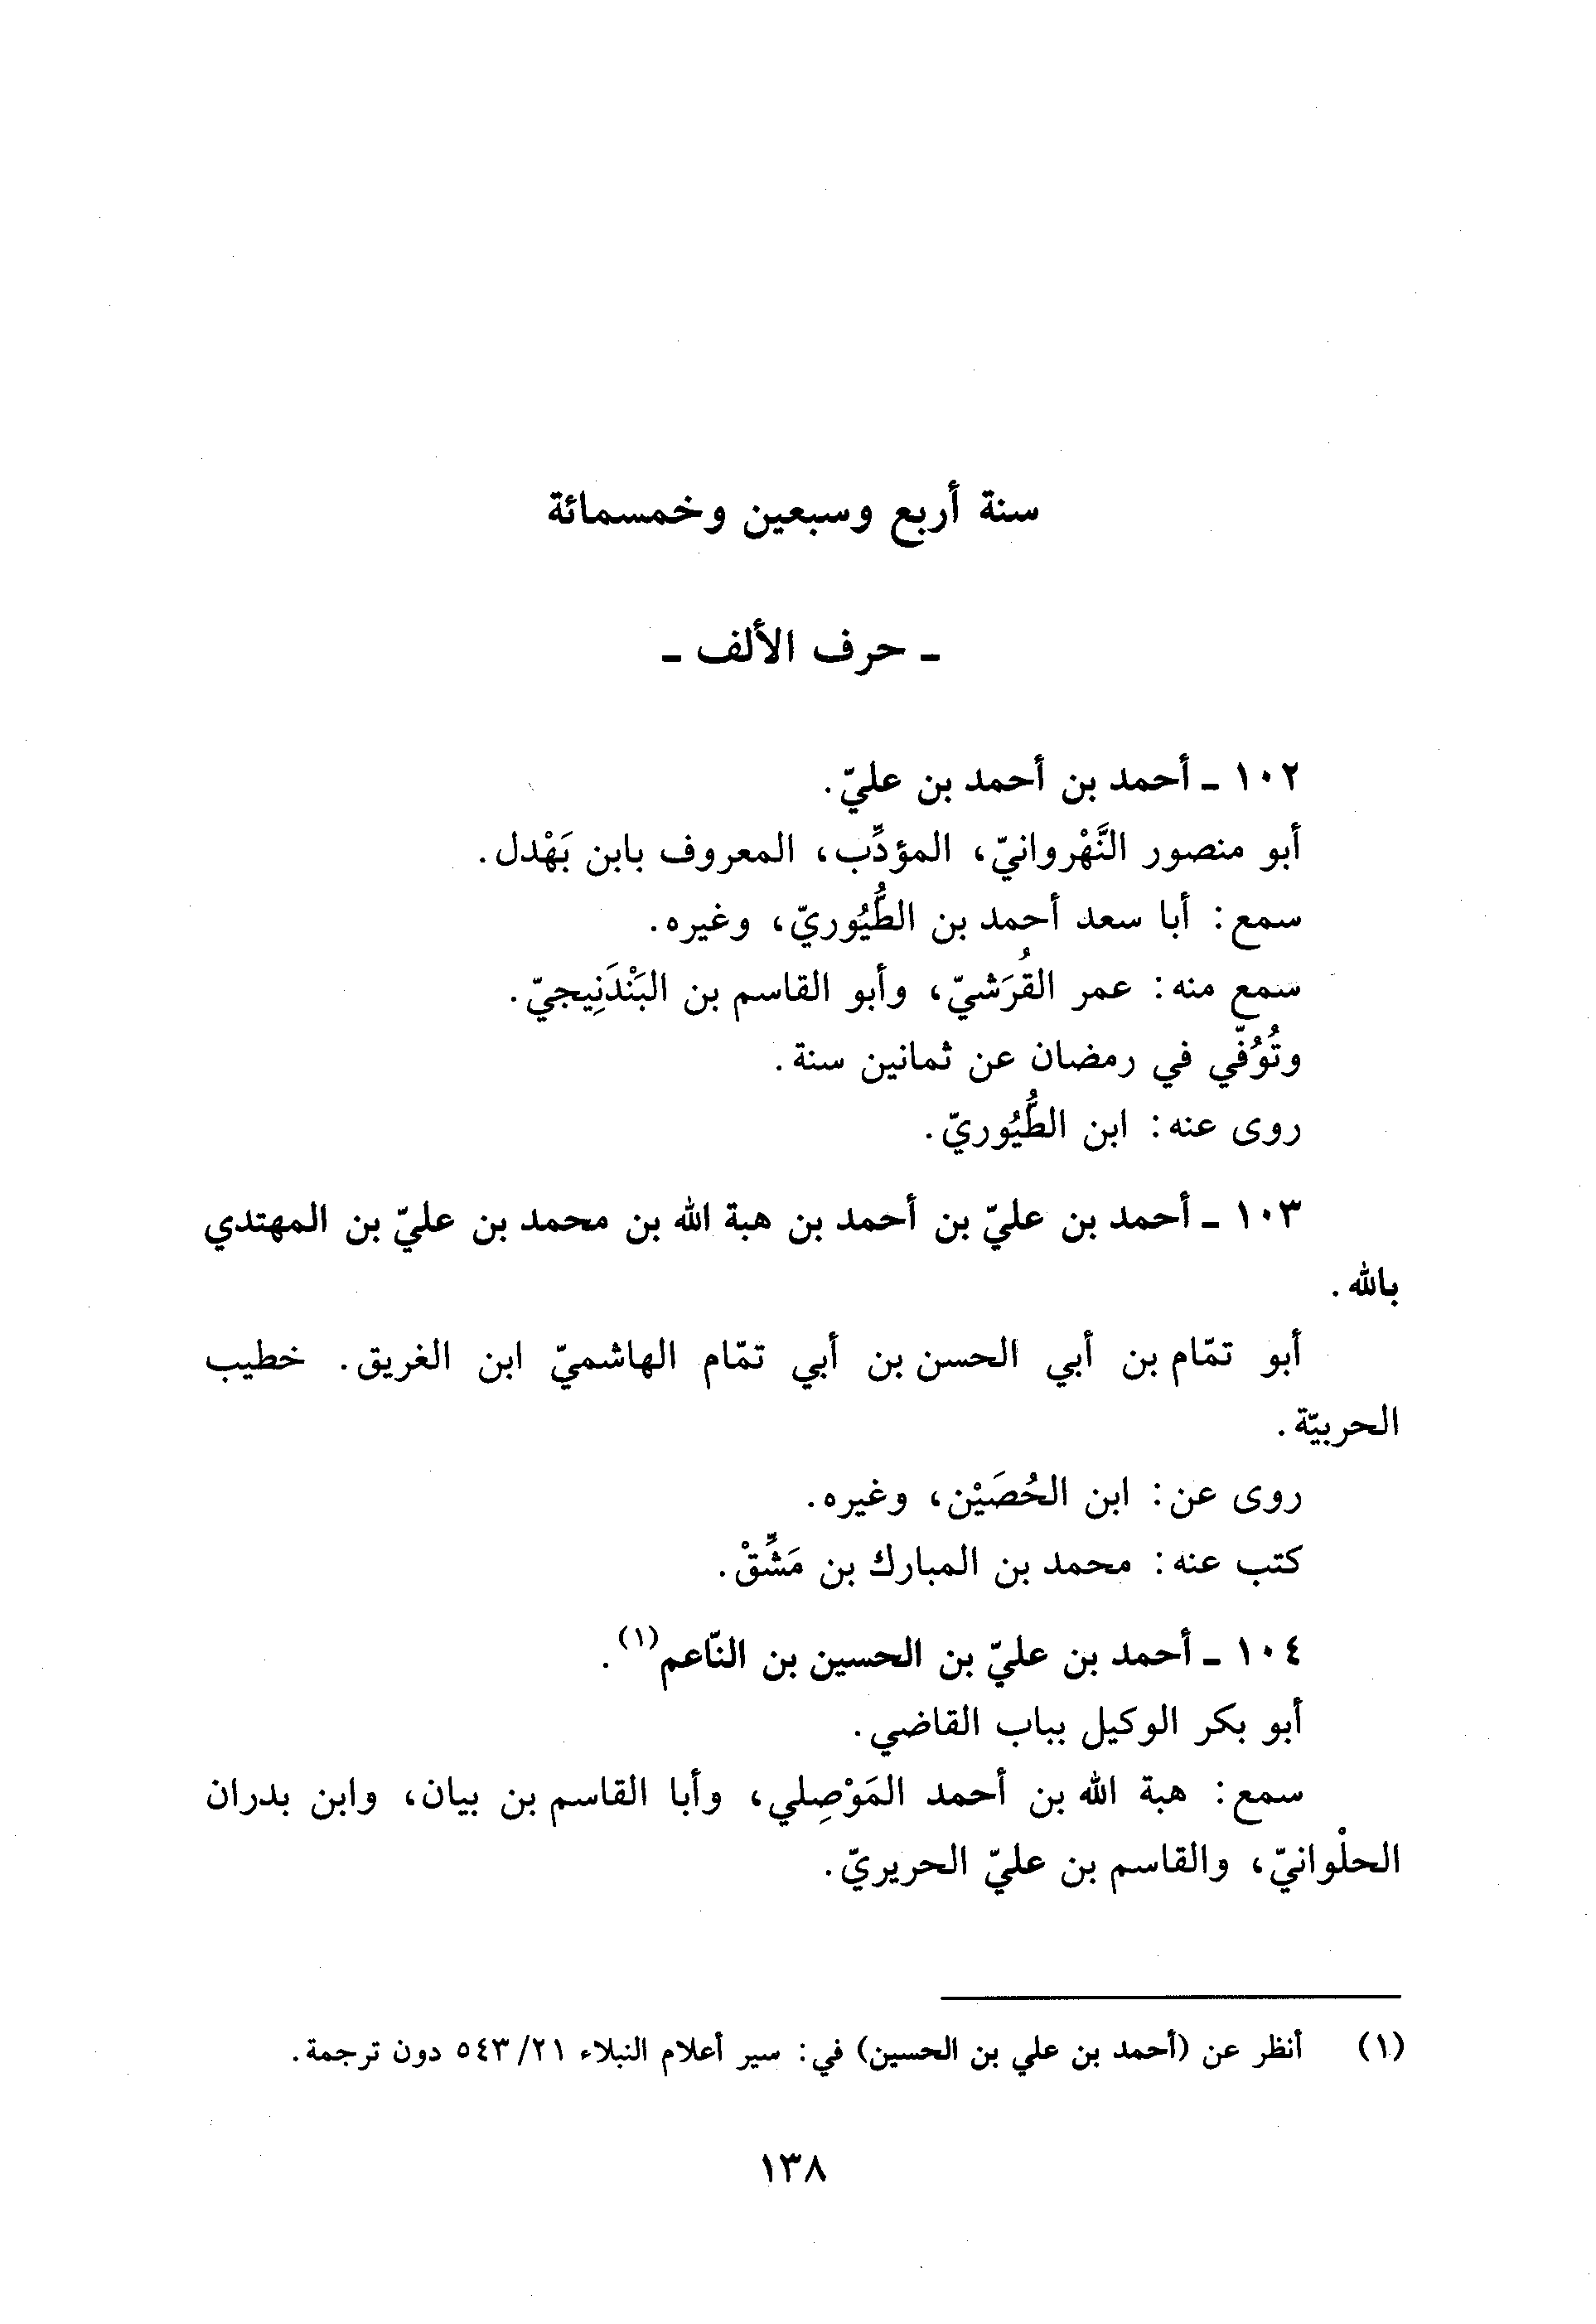 سنة أربع وسبعين وخمسمائة
ـ حرف الألف ـ
١٠٢ ـ أحمد بن أحمد بن عليّ.
أبو منصور النَّهْروانيّ، المؤدِّب، المعروف بابن بَهْدل.
سمع: أبا سعد أحمد بن الطُّيُوريّ، وغيره.
سمع منه: عمر القُرَشيّ، وأبو القاسم بن البَنْدَنِيجيّ.
وتُوُفّي في رمضان عن ثمانين سنة.
روى عنه: ابن الطُّيُوريّ.
١٠٣ ـ أحمد بن عليّ بن أحمد بن هبة الله بن محمد بن عليّ بن المهتدي
بالله.
أبو تمّام بن أبي الحسن بن أبي تمّام الهاشميّ ابن الغريق. خطيب
الحربيّة.
روى عن: ابن الحُصَيْن، وغيره.
كتب عنه: محمد بن المبارك بن مَشِّقْ.
١٠٤ ـ أحمد بن عليّ بن الحسين بن النّاعم(١).
أبو بكر الوكيل بباب القاضي.
سمع: هبة الله بن أحمد المَوْصِلي، وأبا القاسم بن بيان، وابن بدران
الحلْوانيّ، والقاسم بن عليّ الحريريّ.
(١) أنظر عن (أحمد بن علي بن الحسين) في: سير أعلام النبلاء ٢١/ ٥٤٣ دون ترجمة.
١٣٨